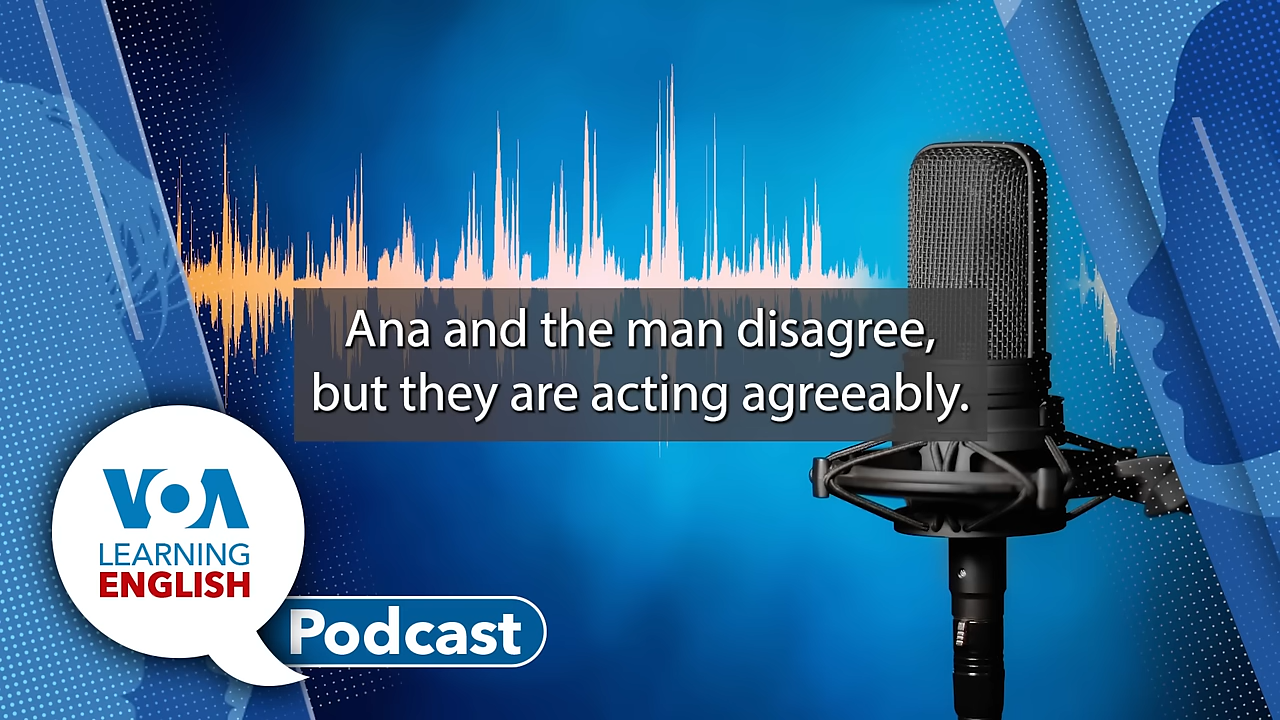 Ana and the man disagree,
but they are acting agreeably.
VOA
LEARNING
ENGLISH
Podcast